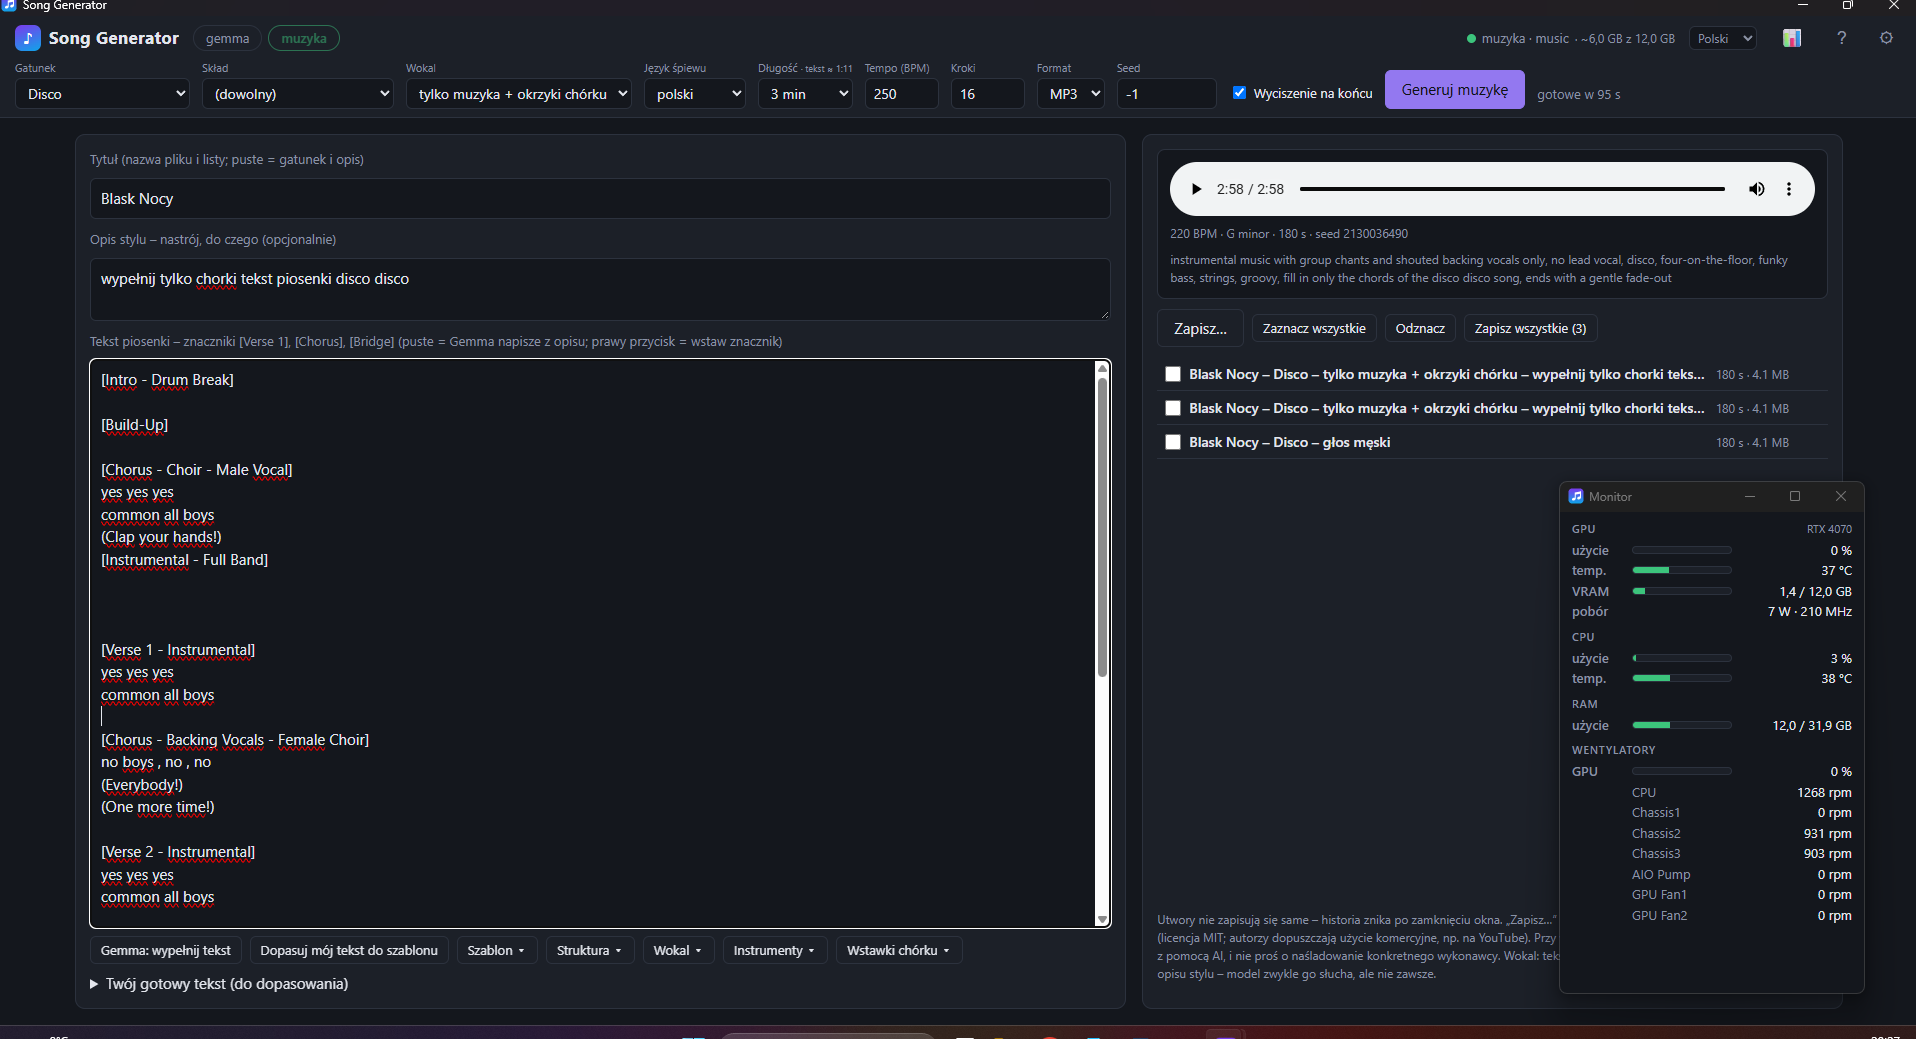 Song Generator
Song Generator gemma muzyka
muzyka · music · ~6,0 GB z 12,0 GB Polski ?
Gatunek Skład Wokal Język śpiewu Długość · tekst ≈ 1:11 Tempo (BPM) Kroki Format Seed
Disco (dowolny) tylko muzyka + okrzyki chórku polski 3 min 250 16 MP3 -1 Wyciszenie na końcu Generuj muzykę gotowe w 95 s
Tytuł (nazwa pliku i listy; puste = gatunek i opis)
Blask Nocy
Opis stylu – nastrój, do czego (opcjonalnie)
wypełnij tylko chorki tekst piosenki disco disco
Tekst piosenki – znaczniki [Verse 1], [Chorus], [Bridge] (puste = Gemma napisze z opisu; prawy przycisk = wstaw znacznik)
[Intro - Drum Break]
[Build-Up]
[Chorus - Choir - Male Vocal]
yes yes yes
common all boys
(Clap your hands!)
[Instrumental - Full Band]
[Verse 1 - Instrumental]
yes yes yes
common all boys
[Chorus - Backing Vocals - Female Choir]
no boys , no , no
(Everybody!)
(One more time!)
[Verse 2 - Instrumental]
yes yes yes
common all boys
Gemma: wypełnij tekst Dopasuj mój tekst do szablonu Szablon Struktura Wokal Instrumenty Wstawki chórku
Twój gotowy tekst (do dopasowania)
2:58 / 2:58
220 BPM · G minor · 180 s · seed 2130036490
instrumental music with group chants and shouted backing vocals only, no lead vocal, disco, four-on-the-floor, funky
bass, strings, groovy, fill in only the chords of the disco disco song, ends with a gentle fade-out
Zapisz... Zaznacz wszystkie Odznacz Zapisz wszystkie (3)
Blask Nocy – Disco – tylko muzyka + okrzyki chórku – wypełnij tylko chorki teks... 180 s · 4.1 MB
Blask Nocy – Disco – tylko muzyka + okrzyki chórku – wypełnij tylko chorki teks... 180 s · 4.1 MB
Blask Nocy – Disco – głos męski 180 s · 4.1 MB
Utwory nie zapisują się same – historia znika po zamknięciu okna. „Zapisz...”
(licencja MIT; autorzy dopuszczają użycie komercyjne, np. na YouTube). Przy
z pomocą AI, i nie proś o naśladowanie konkretnego wykonawcy. Wokal:
opisu stylu – model zwykle go słucha, ale nie zawsze.
Monitor
GPU RTX 4070
użycie 0 %
temp. 37 °C
VRAM 1,4 / 12,0 GB
pobór 7 W · 210 MHz
CPU
użycie 3 %
temp. 38 °C
RAM
użycie 12,0 / 31,9 GB
WENTYLATORY
GPU 0 %
CPU 1268 rpm
Chassis1 0 rpm
Chassis2 931 rpm
Chassis3 903 rpm
AIO Pump 0 rpm
GPU Fan1 0 rpm
GPU Fan2 0 rpm